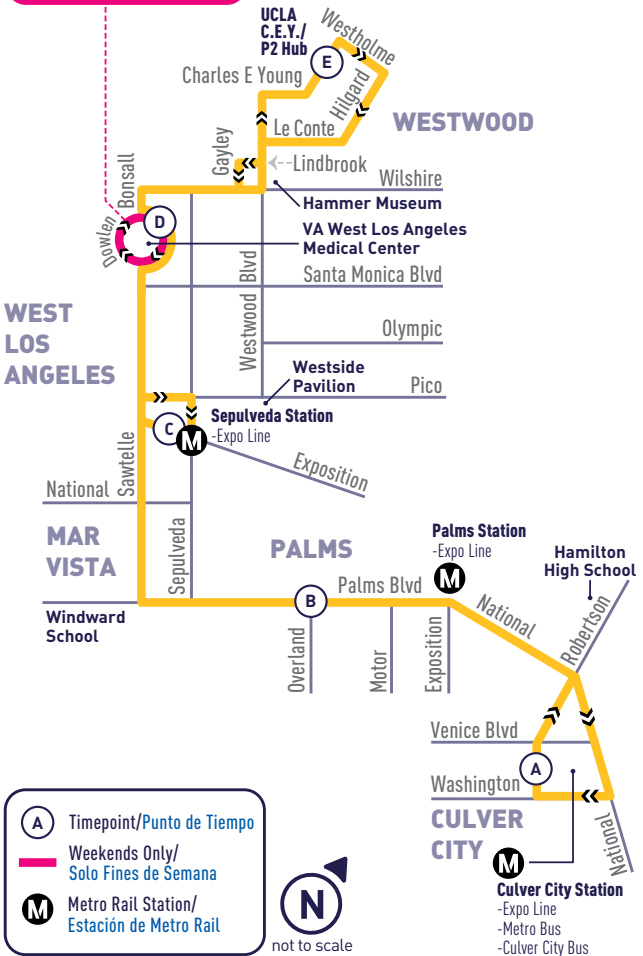 UCLA
C.E.Y./
P2 Hub
Westholme
E
Charles E Young
Hilgard
WESTWOOD
Le Conte
Gayley
Lindbrook
Wilshire
Bonsall
Hammer Museum
D
VA West Los Angeles
Medical Center
Dowlen
Santa Monica Blvd
Westwood Blvd
WEST
LOS
ANGELES
Olympic
Westside
Pavilion
Pico
Sepulveda Station
-Expo Line
C
M
Sawtelle
Exposition
National
Sepulveda
MAR
VISTA
PALMS
Palms Station
-Expo Line
M
Hamilton
High School
Palms Blvd
B
National
Robertson
Windward
School
Overland
Motor
Exposition
Venice Blvd
A
Washington
CULVER
CITY
National
M
Culver City Station
-Expo Line
-Metro Bus
-Culver City Bus
A Timepoint/Punto de Tiempo
Weekends Only/
Solo Fines de Semana
M Metro Rail Station/
Estación de Metro Rail
N
not to scale